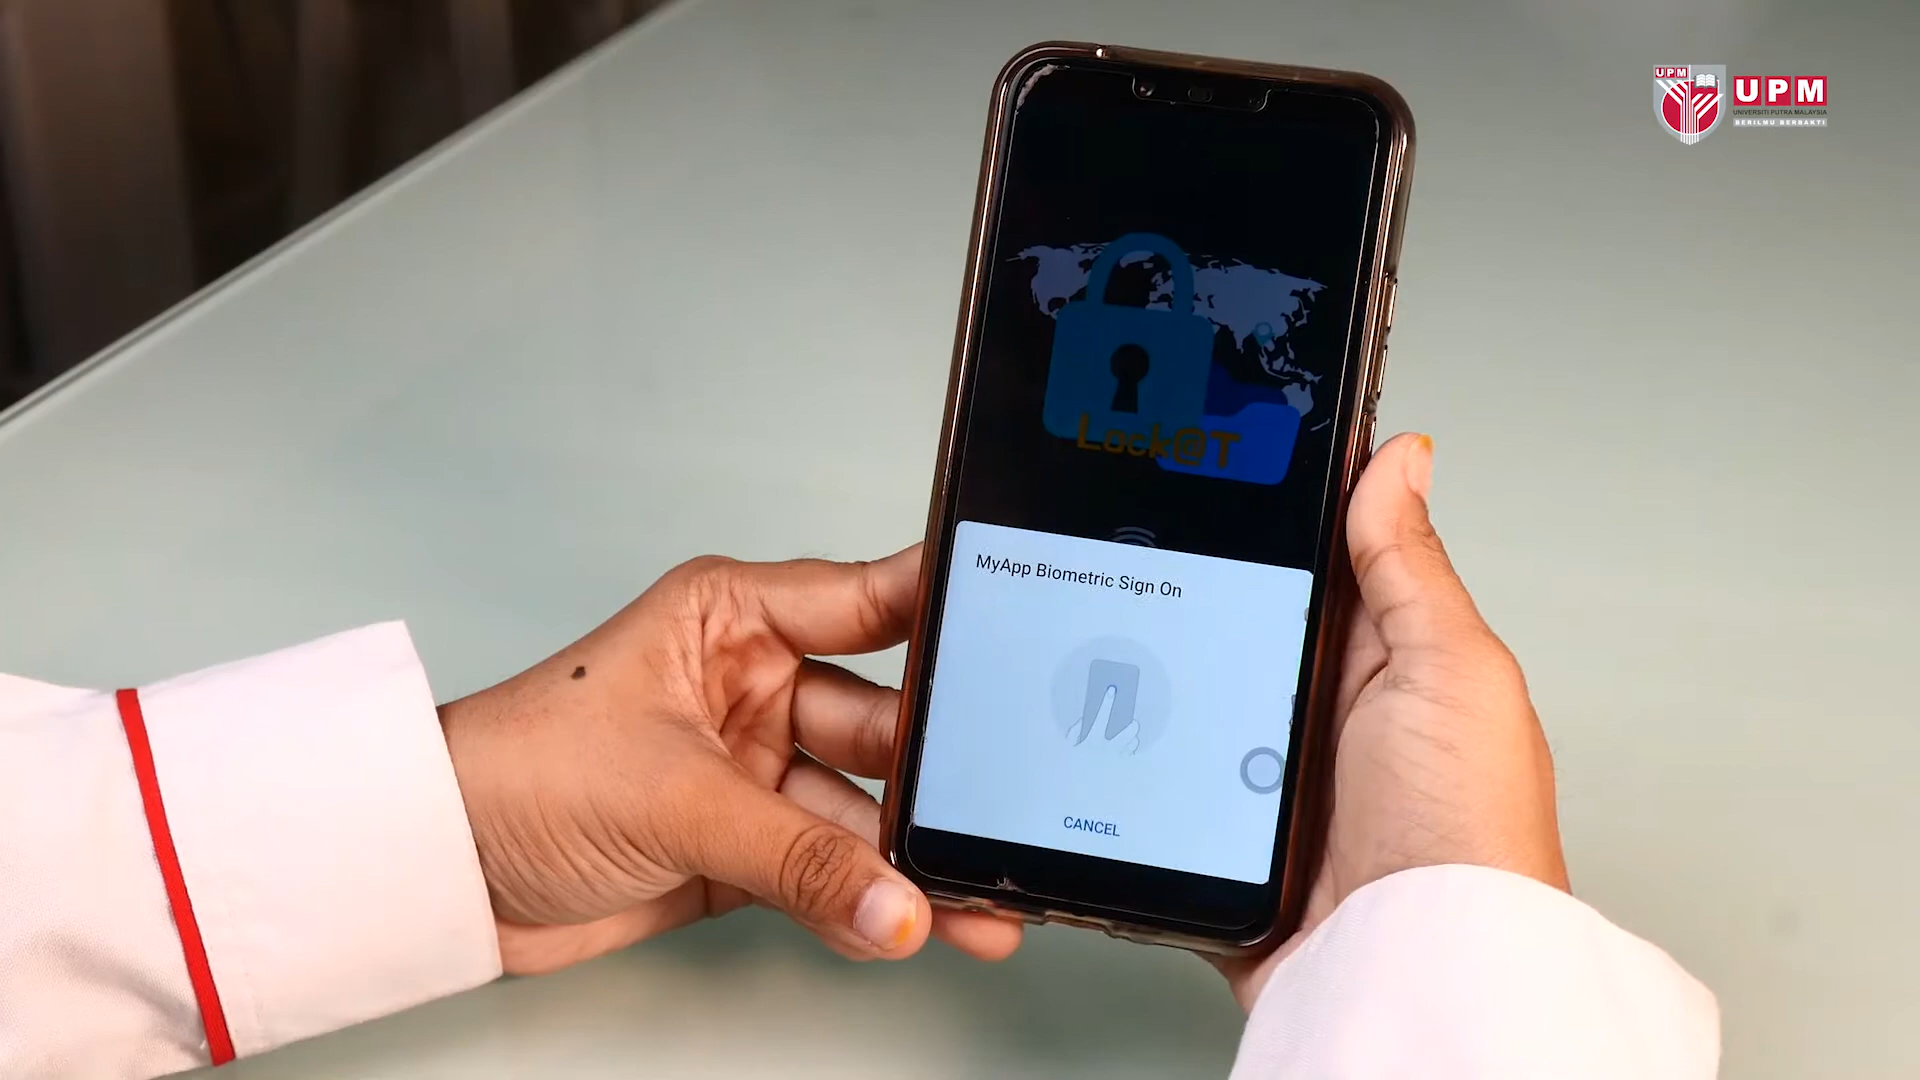 UPM
UPM
UNIVERSITI PUTRA MALAYSIA
BERILMU BERBAKTI
Lock@T
MyApp Biometric Sign On
CANCEL